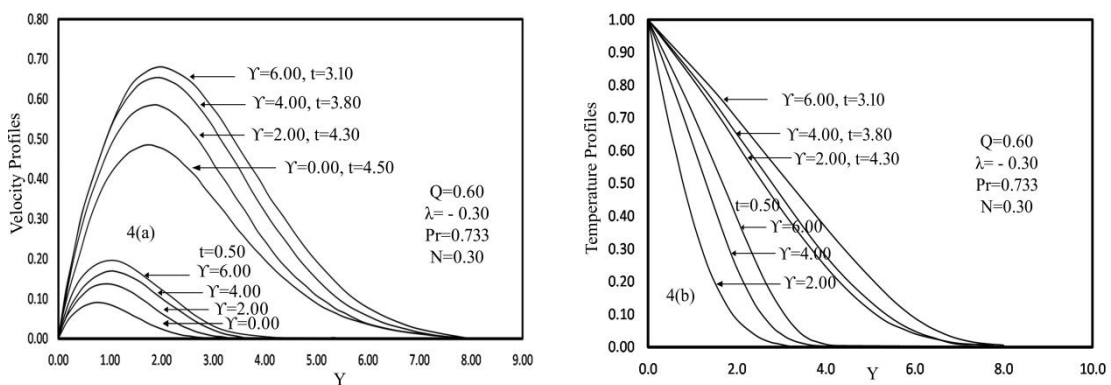 0.80
0.70
0.60
0.50
0.40
0.30
0.20
0.10
0.00
Velocity Profiles
ϒ=6.00, t=3.10
ϒ=4.00, t=3.80
ϒ=2.00, t=4.30
ϒ=0.00, t=4.50
Q=0.60
λ= - 0.30
Pr=0.733
N=0.30
4(a)
t=0.50
ϒ=6.00
ϒ=4.00
ϒ=2.00
ϒ=0.00
0.00 1.00 2.00 3.00 4.00 5.00 6.00 7.00 8.00 9.00
Y
1.00
0.90
0.80
0.70
0.60
0.50
0.40
0.30
0.20
0.10
0.00
Temperature Profiles
ϒ=6.00, t=3.10
ϒ=4.00, t=3.80
ϒ=2.00, t=4.30
Q=0.60
λ= - 0.30
Pr=0.733
N=0.30
t=0.50
ϒ=6.00
ϒ=4.00
ϒ=2.00
4(b)
0.0 2.0 4.0 6.0 8.0 10.0
Y